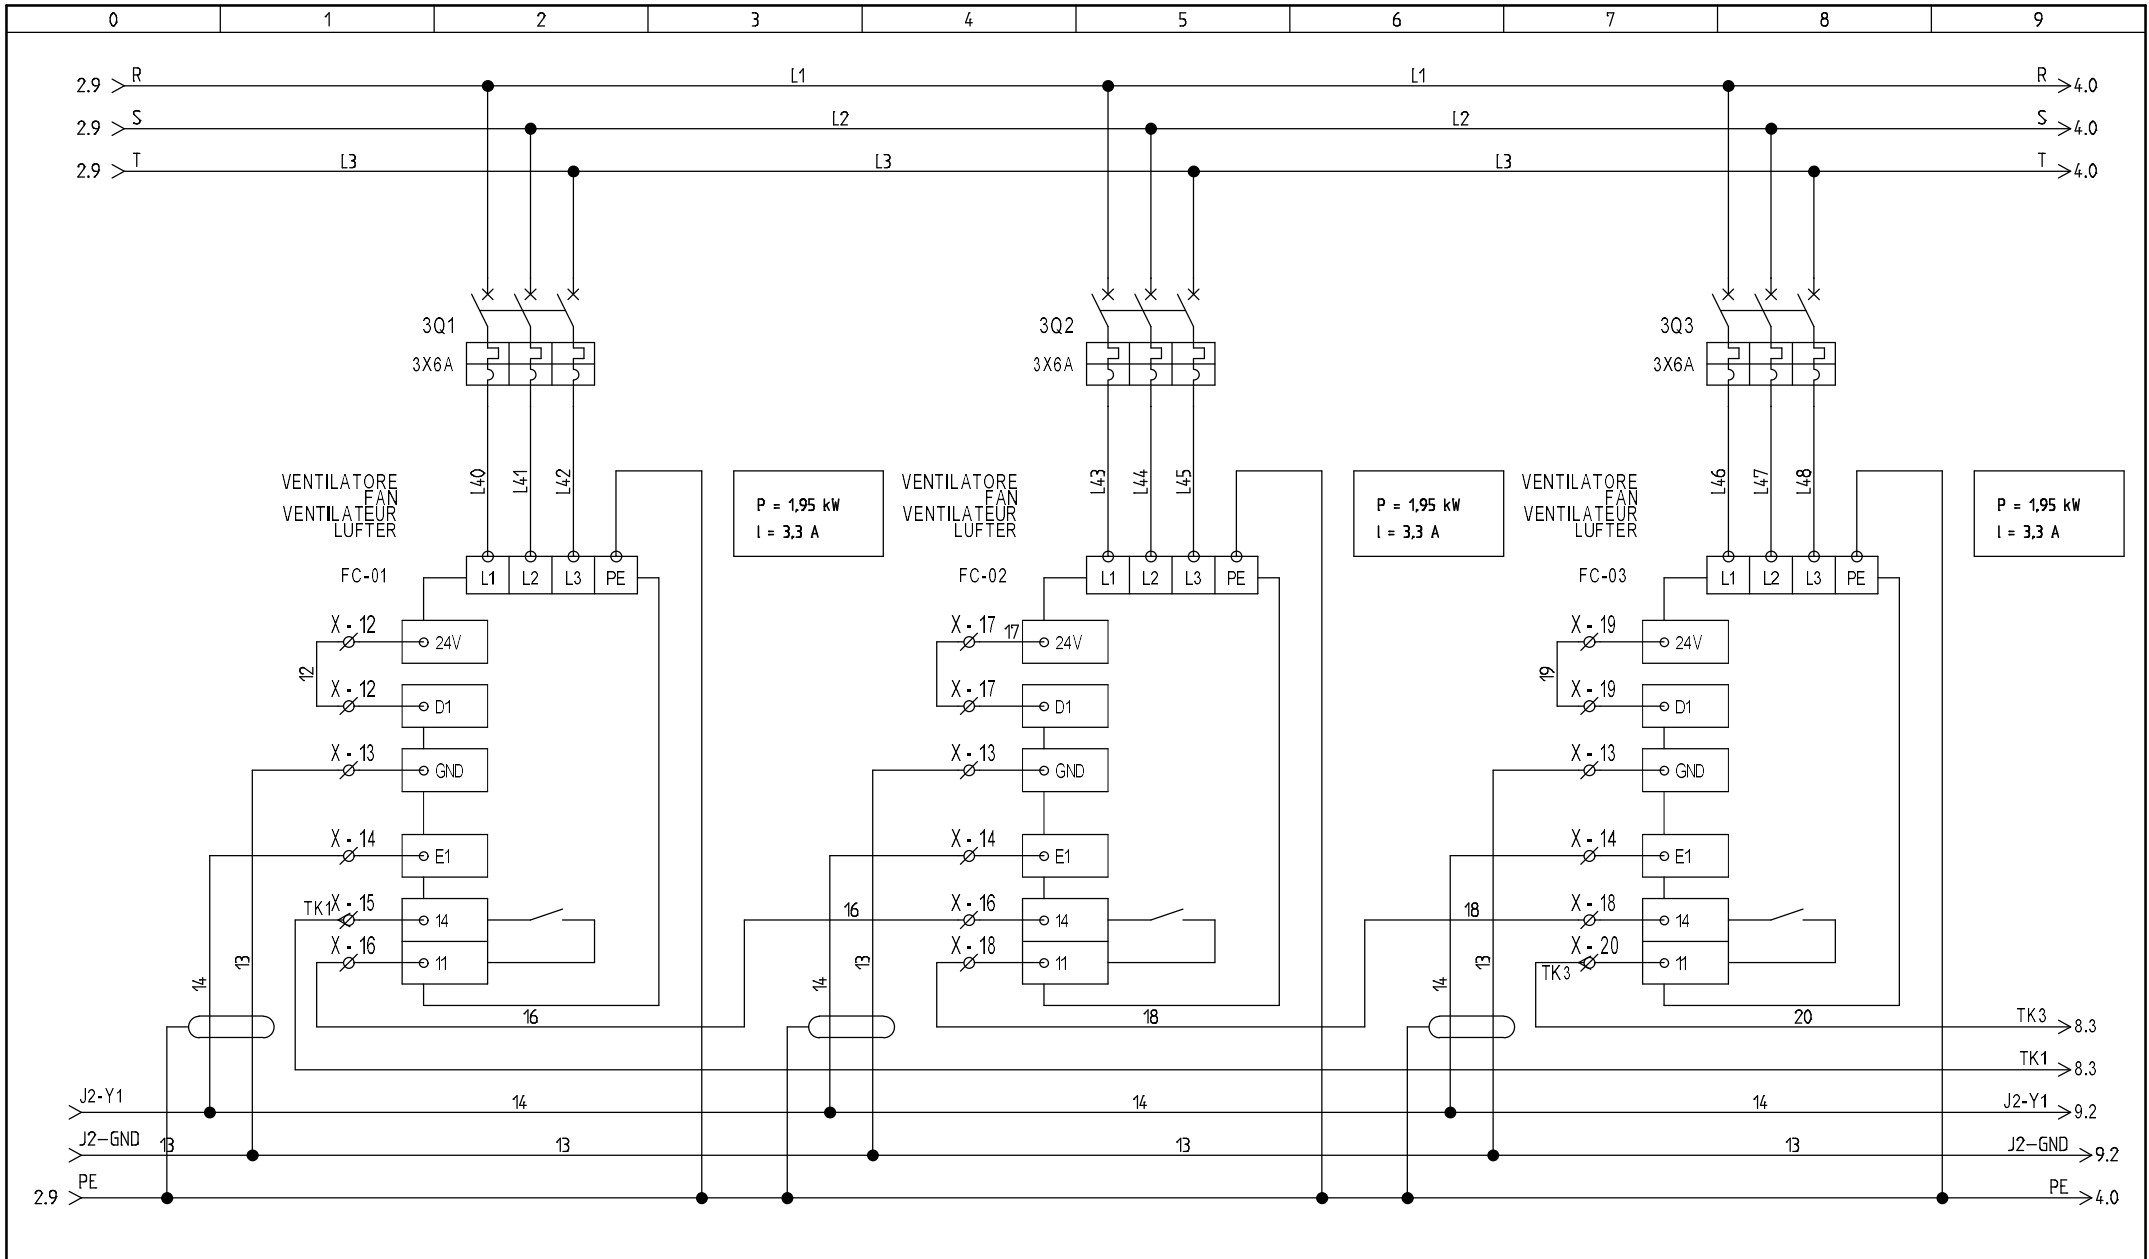 0 1 2 3 4 5 6 7 8 9
2.9 R L1 L1 R 4.0
2.9 S L2 L2 S 4.0
2.9 T L3 L3 L3 T 4.0
3Q1 3Q2 3Q3
3X6A 3X6A 3X6A
L40 L41 L42 L43 L44 L45 L46 L47 L48
VENTILATORE VENTILATORE VENTILATORE
FAN FAN FAN
VENTILATEUR VENTILATEUR VENTILATEUR
LUFTER LUFTER LUFTER
P = 1,95 kW P = 1,95 kW P = 1,95 kW
I = 3,3 A I = 3,3 A I = 3,3 A
FC-01 L1 L2 L3 PE FC-02 L1 L2 L3 PE FC-03 L1 L2 L3 PE
X - 12 X - 17 17 X - 19
24V 24V 24V
12 19
X - 12 X - 17 X - 19
D1 D1 D1
X - 13 X - 13 X - 13
GND GND GND
X - 14 X - 14 X - 14
E1 E1 E1
TK1 X - 15 16 X - 16 18 X - 18
14 14 14
X - 16 X - 18 X - 20
11 11 TK3 11
14 13 14 13 14 13
16 18 20 TK3 8.3
TK1 8.3
J2-Y1 14 14 14 J2-Y1 9.2
J2-GND 13 13 13 13 J2-GND 9.2
2.9 PE PE 4.0